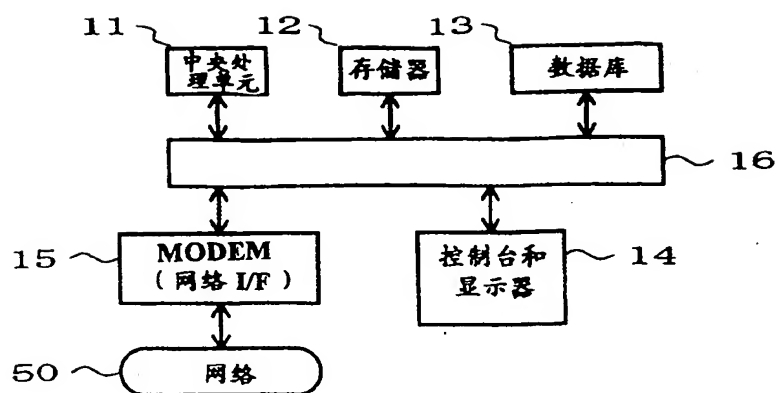 11
中央处
理单元
12
存储器
13
数据库
16
15
MODEM
(网络 I/F)
控制台和
显示器
14
50
网络